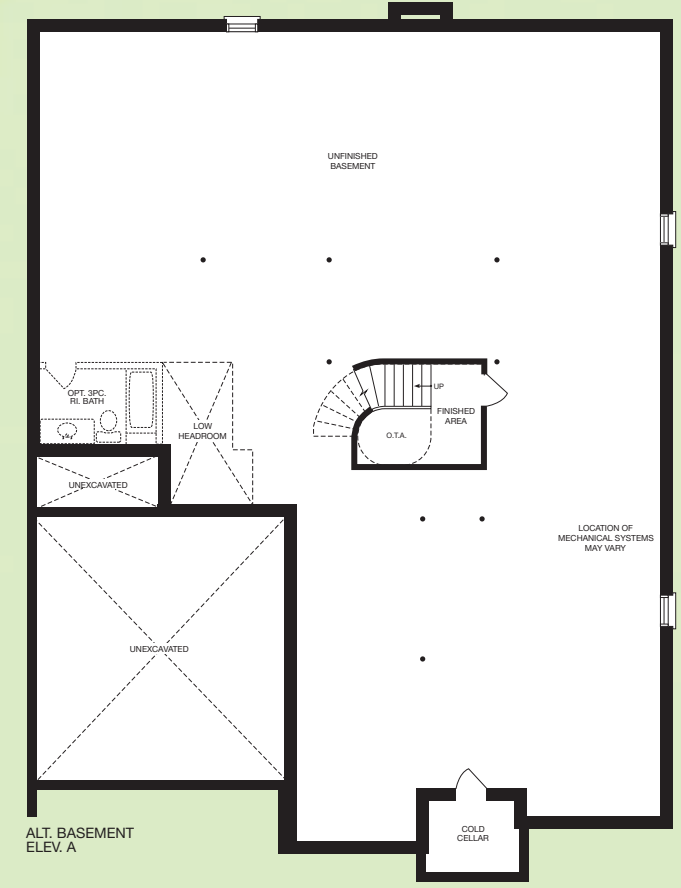 UNFINISHED
BASEMENT
UP
OPT. 3PC.
RI. BATH
FINISHED
AREA
LOW
HEADROOM
O.T.A.
UNEXCAVATED
LOCATION OF
MECHANICAL SYSTEMS
MAY VARY
UNEXCAVATED
COLD
CELLAR
ALT. BASEMENT
ELEV. A